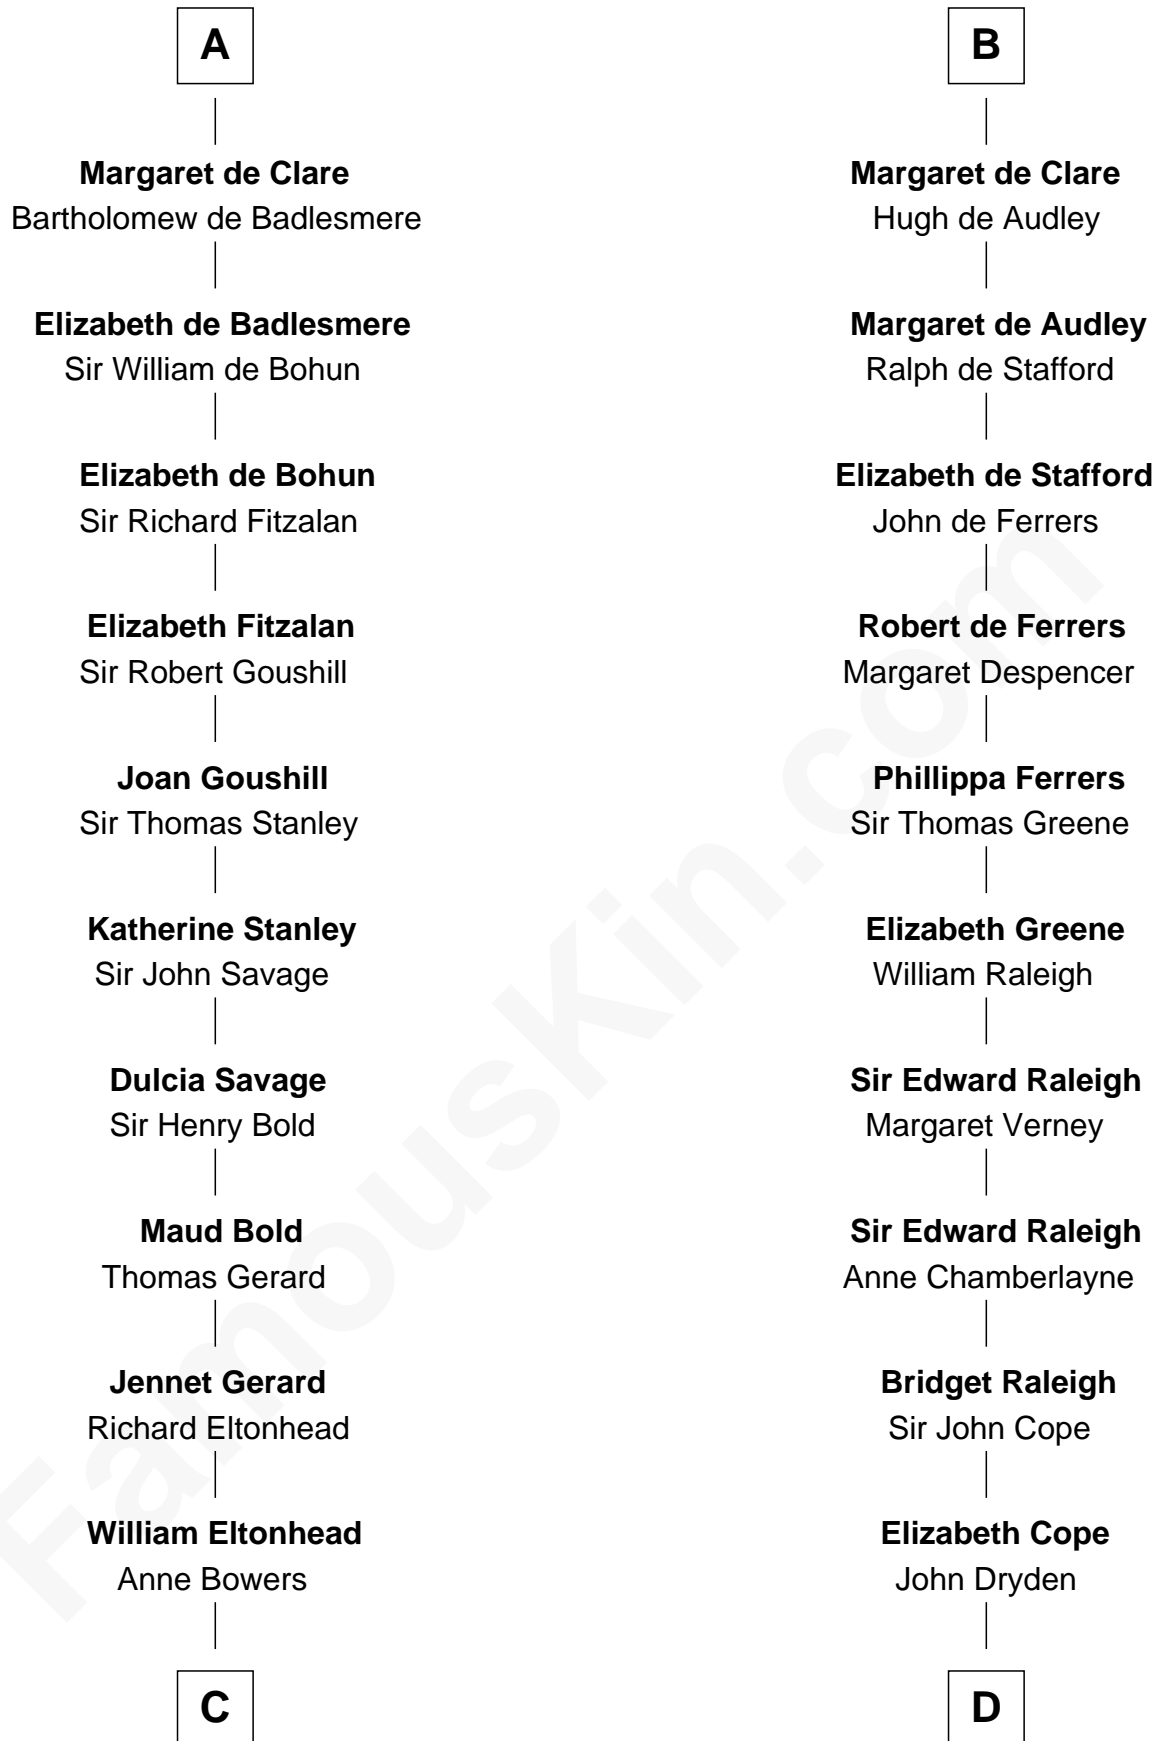 A
Margaret de Clare
Bartholomew de Badlesmere
Elizabeth de Badlesmere
Sir William de Bohun
Elizabeth de Bohun
Sir Richard Fitzalan
Elizabeth Fitzalan
Sir Robert Goushill
Joan Goushill
Sir Thomas Stanley
Katherine Stanley
Sir John Savage
Dulcia Savage
Sir Henry Bold
Maud Bold
Thomas Gerard
Jennet Gerard
Richard Eltonhead
William Eltonhead
Anne Bowers
C
B
Margaret de Clare
Hugh de Audley
Margaret de Audley
Ralph de Stafford
Elizabeth de Stafford
John de Ferrers
Robert de Ferrers
Margaret Despencer
Phillippa Ferrers
Sir Thomas Greene
Elizabeth Greene
William Raleigh
Sir Edward Raleigh
Margaret Verney
Sir Edward Raleigh
Anne Chamberlayne
Bridget Raleigh
Sir John Cope
Elizabeth Cope
John Dryden
D
FamousKin.com